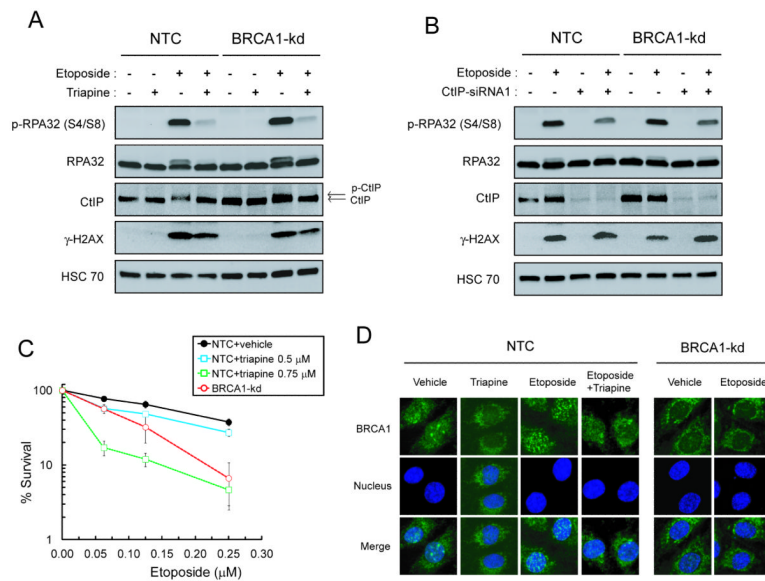 A
NTC BRCA1-kd
Etoposide : - - + + - - + +
Triapine : - + - + - + - +
p-RPA32 (S4/S8)
RPA32
CtIP
p-CtIP
CtIP
γ-H2AX
HSC 70
B
NTC BRCA1-kd
Etoposide : - + - + - + - +
CtIP-siRNA1 : - - + + - - + +
p-RPA32 (S4/S8)
RPA32
CtIP
γ-H2AX
HSC 70
C
NTC+vehicle
NTC+triapine 0.5 μM
NTC+triapine 0.75 μM
BRCA1-kd
% Survival
100
10
1
0.00 0.05 0.10 0.15 0.20 0.25 0.30
Etoposide (μM)
D
NTC BRCA1-kd
Vehicle Triapine Etoposide Etoposide +Triapine Vehicle Etoposide
BRCA1
Nucleus
Merge